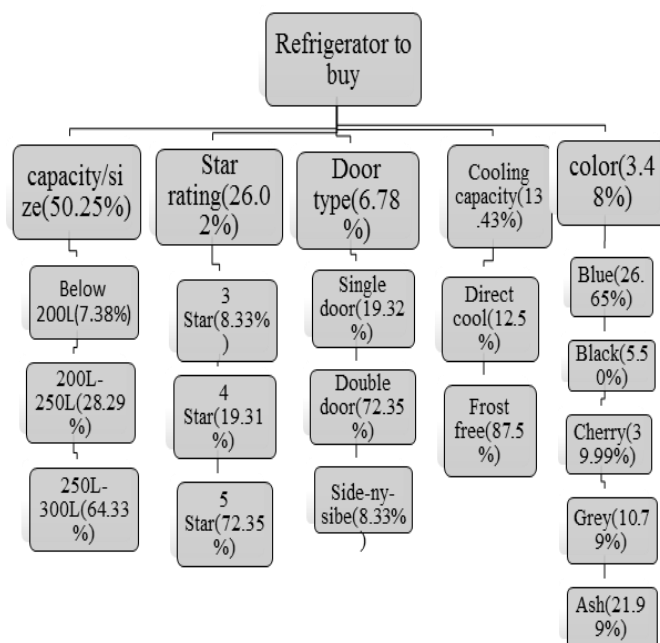 Refrigerator to
buy
capacity/si
ze(50.25%)
Below
200L(7.38%)
200L-
250L(28.29
%)
250L-
300L(64.33
%)
Star
rating(26.0
2%)
3
Star(8.33%
)
4
Star(19.31
%)
5
Star(72.35
%)
Door
type(6.78
%)
Single
door(19.32
%)
Double
door(72.35
%)
Side-ny-
sibe(8.33%
)
Cooling
capacity(13
.43%)
Direct
cool(12.5
%)
Frost
free(87.5
%)
color(3.4
8%)
Blue(26.
65%)
Black(5.5
0%)
Cherry(3
9.99%)
Grey(10.7
9%)
Ash(21.9
9%)